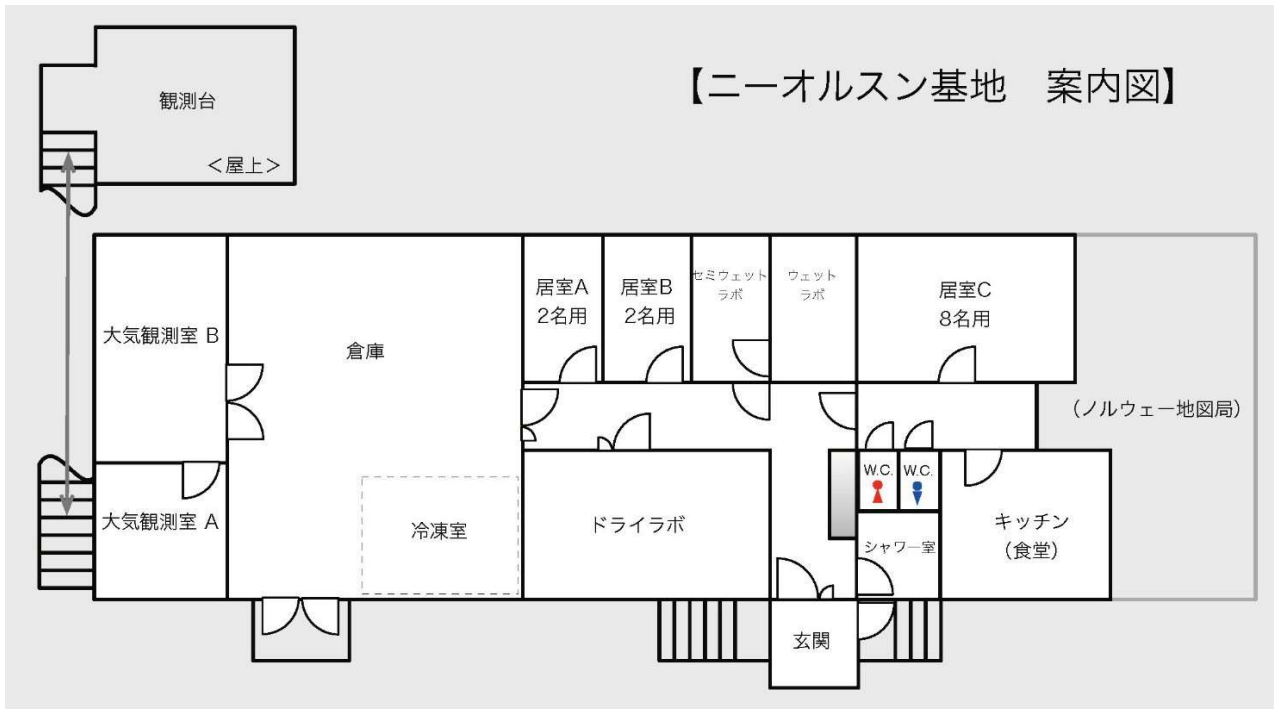 【ニーオルスン基地　案内図】
観測台
＜屋上＞
居室A
2名用
居室B
2名用
セミウェット
ラボ
ウェット
ラボ
居室C
8名用
大気観測室 B
倉庫
（ノルウェー地図局）
大気観測室 A
冷凍室
ドライラボ
W.C.
W.C.
シャワー室
キッチン
（食堂）
玄関